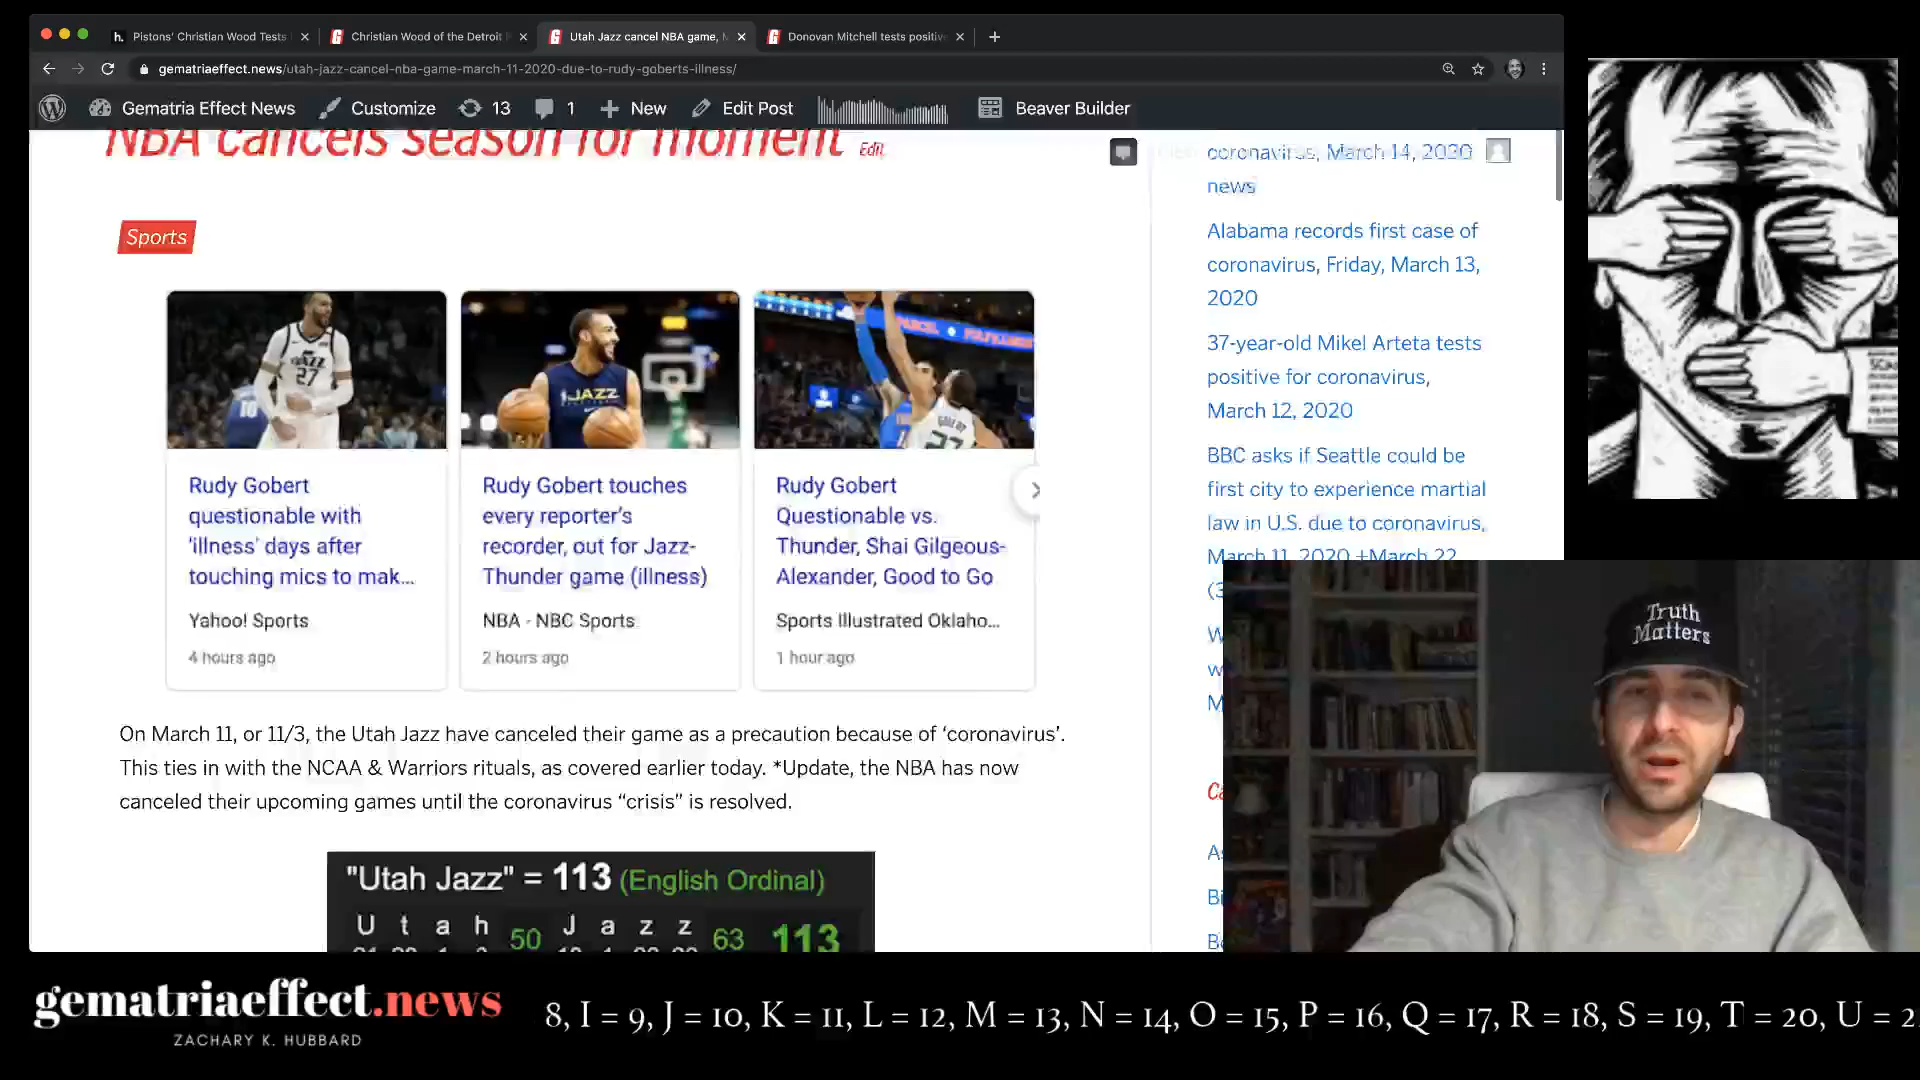 Pistons' Christian Wood Tests
Christian Wood of the Detroit
Utah Jazz cancel NBA game,
Donovan Mitchell tests positiv
gematriaeffect.news/utah-jazz-cancel-nba-game-march-11-2020-due-to-rudy-goberts-illness/
Gematria Effect News
Customize
13
1
New
Edit Post
Beaver Builder
NBA cancels season for moment Edit
Sports
JAZZ
27
JAZZ
Rudy Gobert
questionable with
'illness' days after
touching mics to mak...
Yahoo! Sports
4 hours ago
Rudy Gobert touches
every reporter's
recorder, out for Jazz-
Thunder game (illness)
NBA - NBC Sports
2 hours ago
Rudy Gobert
Questionable vs.
Thunder, Shai Gilgeous-
Alexander, Good to Go
Sports Illustrated Oklaho...
1 hour ago
On March 11, or 11/3, the Utah Jazz have canceled their game as a precaution because of 'coronavirus'.
This ties in with the NCAA & Warriors rituals, as covered earlier today. *Update, the NBA has now
canceled their upcoming games until the coronavirus "crisis" is resolved.
"Utah Jazz" = 113 (English Ordinal)
U t a h 50 J a z z 63 113
coronavirus, March 14, 2020
news
Alabama records first case of
coronavirus, Friday, March 13,
2020
37-year-old Mikel Arteta tests
positive for coronavirus,
March 12, 2020
BBC asks if Seattle could be
first city to experience martial
law in U.S. due to coronavirus,
March 11, 2020 +March 22
Truth
Matters
gematriaeffect.news
ZACHARY K. HUBBARD
8, I = 9, J = 10, K = 11, L = 12, M = 13, N = 14, O = 15, P = 16, Q = 17, R = 18, S = 19, T = 20, U = 2